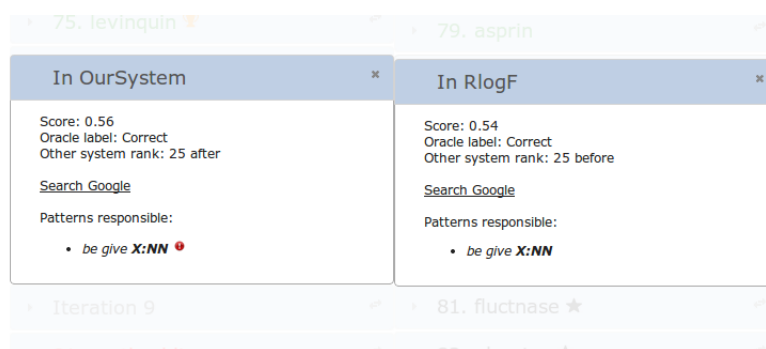 75. levinquin
79. asprin
In OurSystem
In RlogF
Score: 0.56
Oracle label: Correct
Other system rank: 25 after
Search Google
Patterns responsible:
• be give X:NN
Score: 0.54
Oracle label: Correct
Other system rank: 25 before
Search Google
Patterns responsible:
• be give X:NN
Iteration 9
81. fluctnase ★